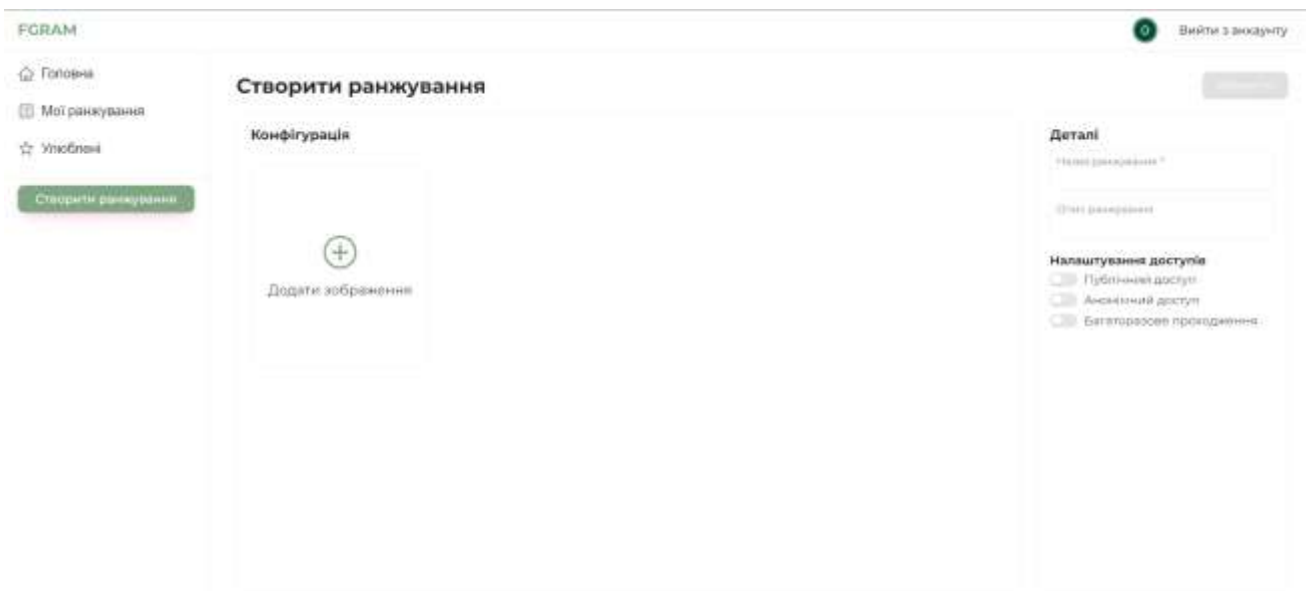 FGRAM
О
Вийти з аккаунту
Головна
Мої ранжування
Улюблені
Створити ранжування
Створити ранжування
Конфігурація
Додати зображення
Деталі
Назва ранжування *
Опис ранжування
Налаштування доступів
Публічний доступ
Анонімний доступ
Багаторазове проходження